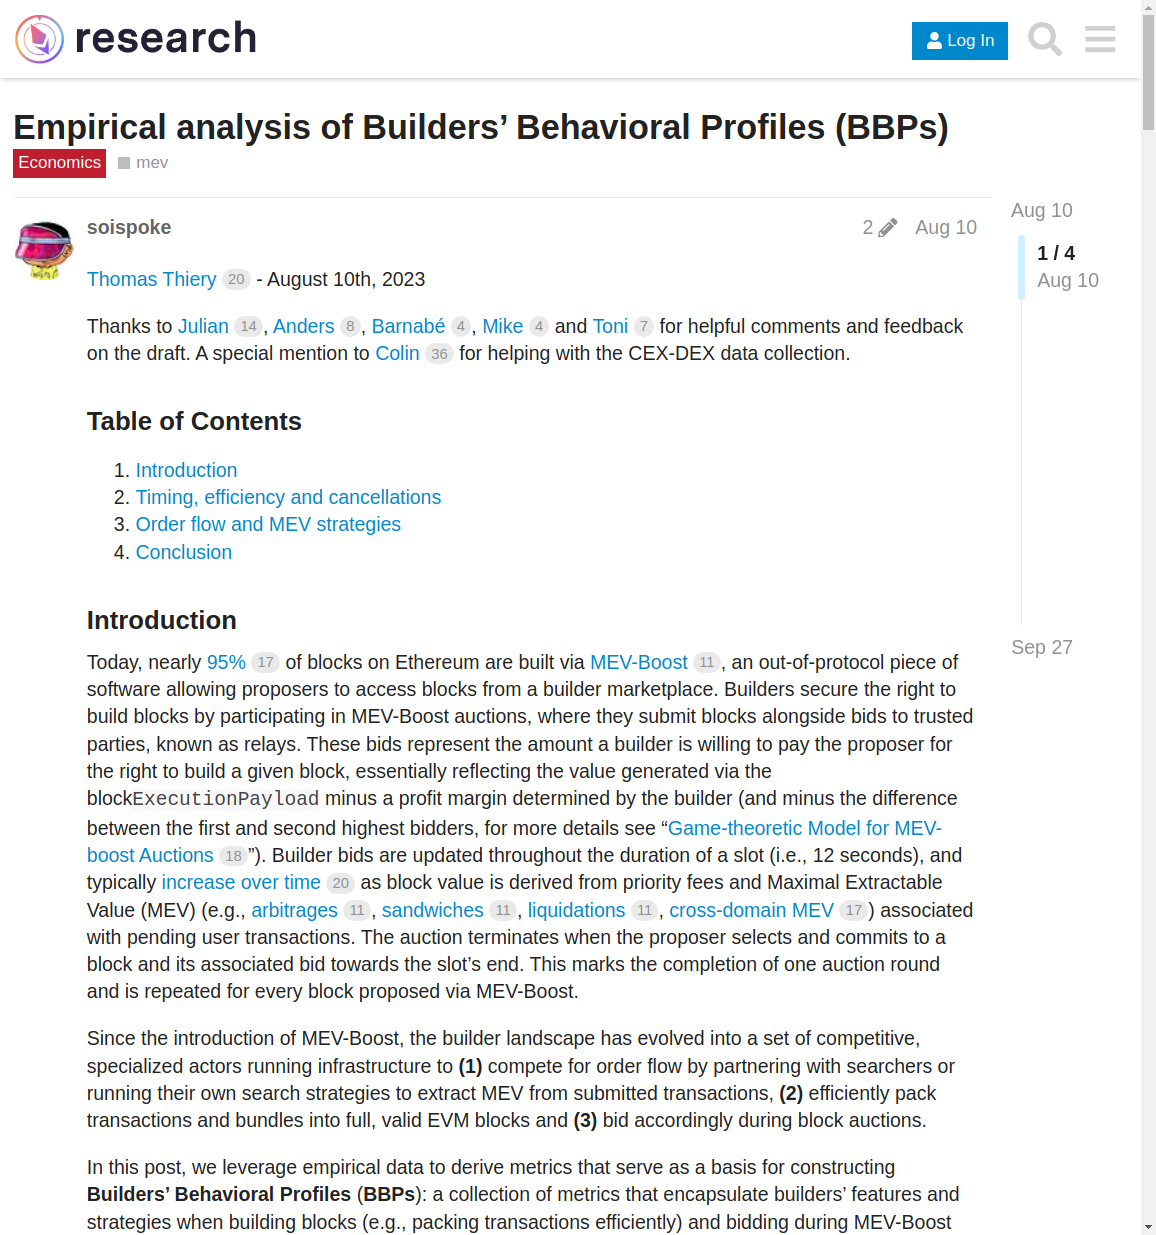 research
Log In
Empirical analysis of Builders’ Behavioral Profiles (BBPs)
Economics mev
soispoke 2 Aug 10
Aug 10
1 / 4
Aug 10
Sep 27
Thomas Thiery 20 - August 10th, 2023
Thanks to Julian 14, Anders 8, Barnabé 4, Mike 4 and Toni 7 for helpful comments and feedback
on the draft. A special mention to Colin 36 for helping with the CEX-DEX data collection.
Table of Contents
1. Introduction
2. Timing, efficiency and cancellations
3. Order flow and MEV strategies
4. Conclusion
Introduction
Today, nearly 95% 17 of blocks on Ethereum are built via MEV-Boost 11, an out-of-protocol piece of
software allowing proposers to access blocks from a builder marketplace. Builders secure the right to
build blocks by participating in MEV-Boost auctions, where they submit blocks alongside bids to trusted
parties, known as relays. These bids represent the amount a builder is willing to pay the proposer for
the right to build a given block, essentially reflecting the value generated via the
blockExecutionPayload minus a profit margin determined by the builder (and minus the difference
between the first and second highest bidders, for more details see “Game-theoretic Model for MEV-
boost Auctions 18”). Builder bids are updated throughout the duration of a slot (i.e., 12 seconds), and
typically increase over time 20 as block value is derived from priority fees and Maximal Extractable
Value (MEV) (e.g., arbitrages 11, sandwiches 11, liquidations 11, cross-domain MEV 17) associated
with pending user transactions. The auction terminates when the proposer selects and commits to a
block and its associated bid towards the slot’s end. This marks the completion of one auction round
and is repeated for every block proposed via MEV-Boost.
Since the introduction of MEV-Boost, the builder landscape has evolved into a set of competitive,
specialized actors running infrastructure to (1) compete for order flow by partnering with searchers or
running their own search strategies to extract MEV from submitted transactions, (2) efficiently pack
transactions and bundles into full, valid EVM blocks and (3) bid accordingly during block auctions.
In this post, we leverage empirical data to derive metrics that serve as a basis for constructing
Builders’ Behavioral Profiles (BBPs): a collection of metrics that encapsulate builders’ features and
strategies when building blocks (e.g., packing transactions efficiently) and bidding during MEV-Boost